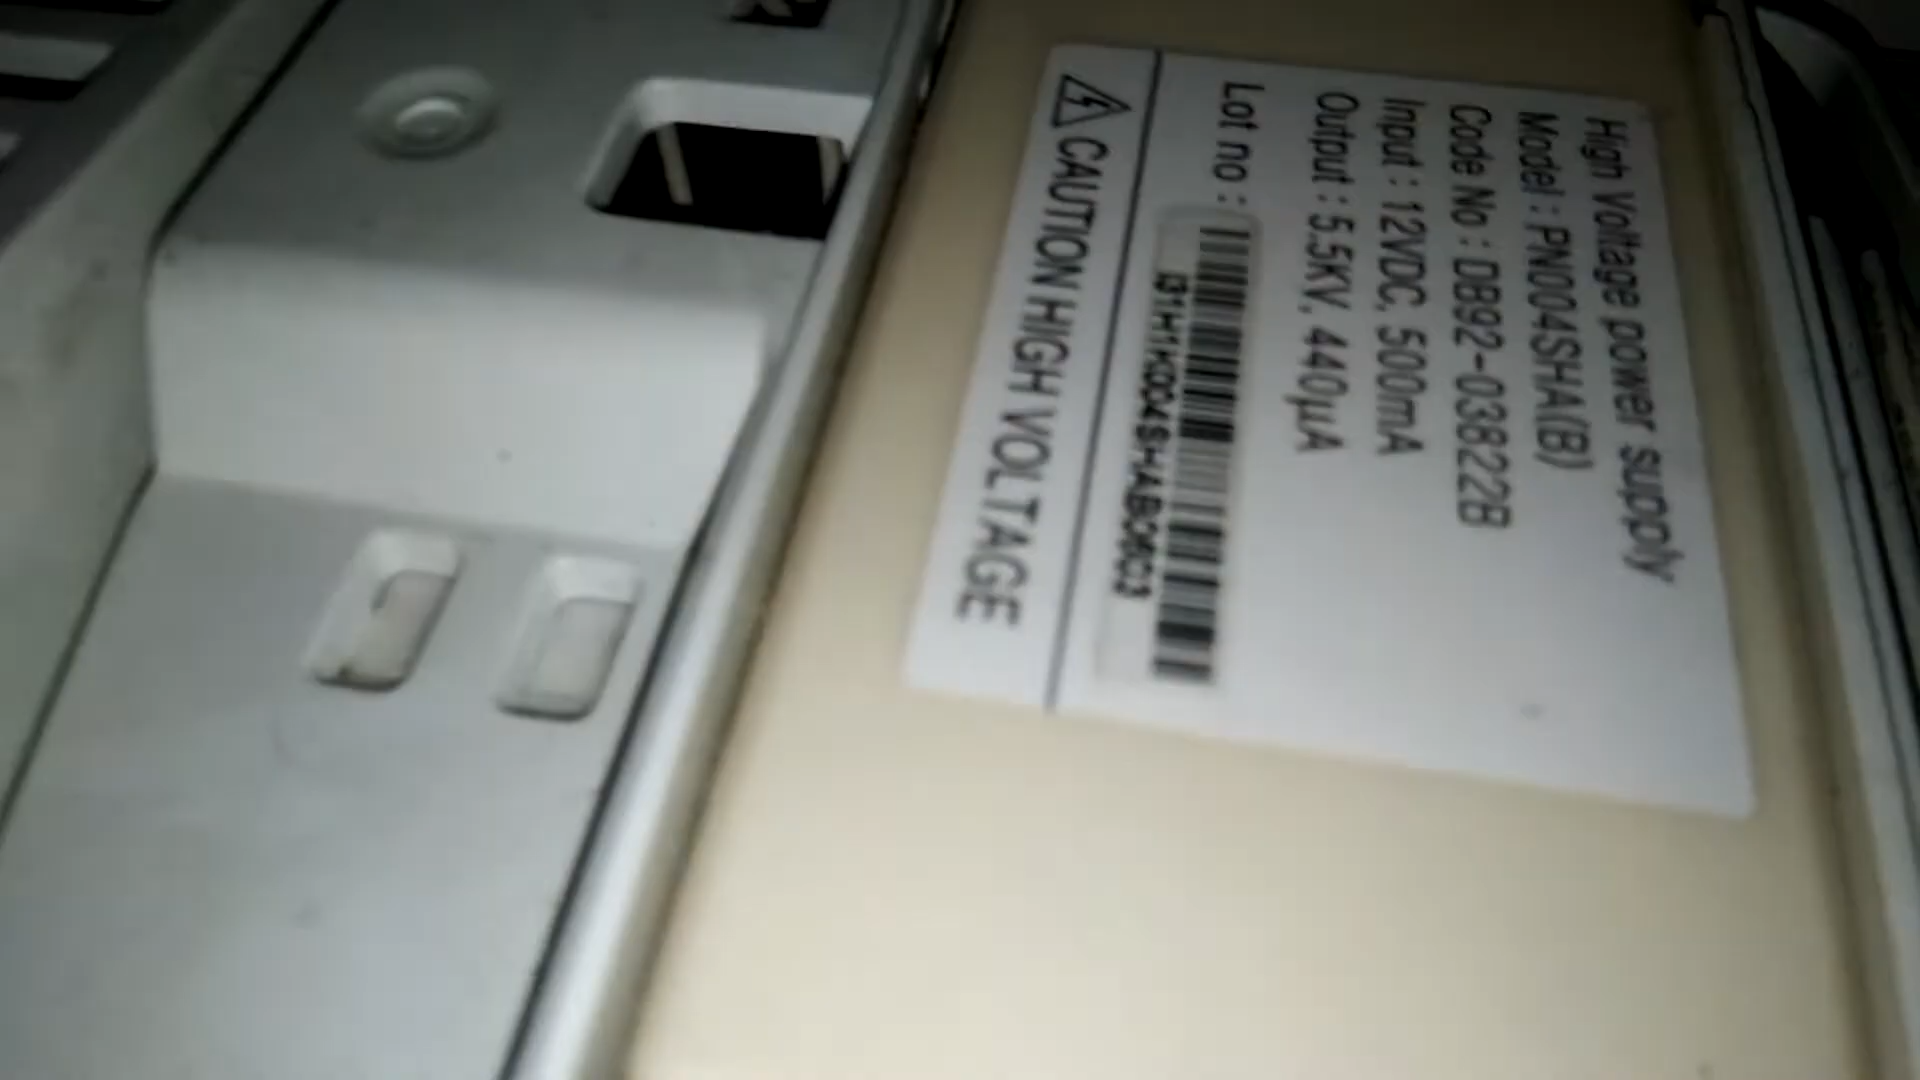 High Voltage power supply
Model : PN004SHA(B)
Code No : DB92-03822B
Input : 12VDC, 500mA
Output : 5.5KV, 440μA
Lot no :
CAUTION HIGH VOLTAGE